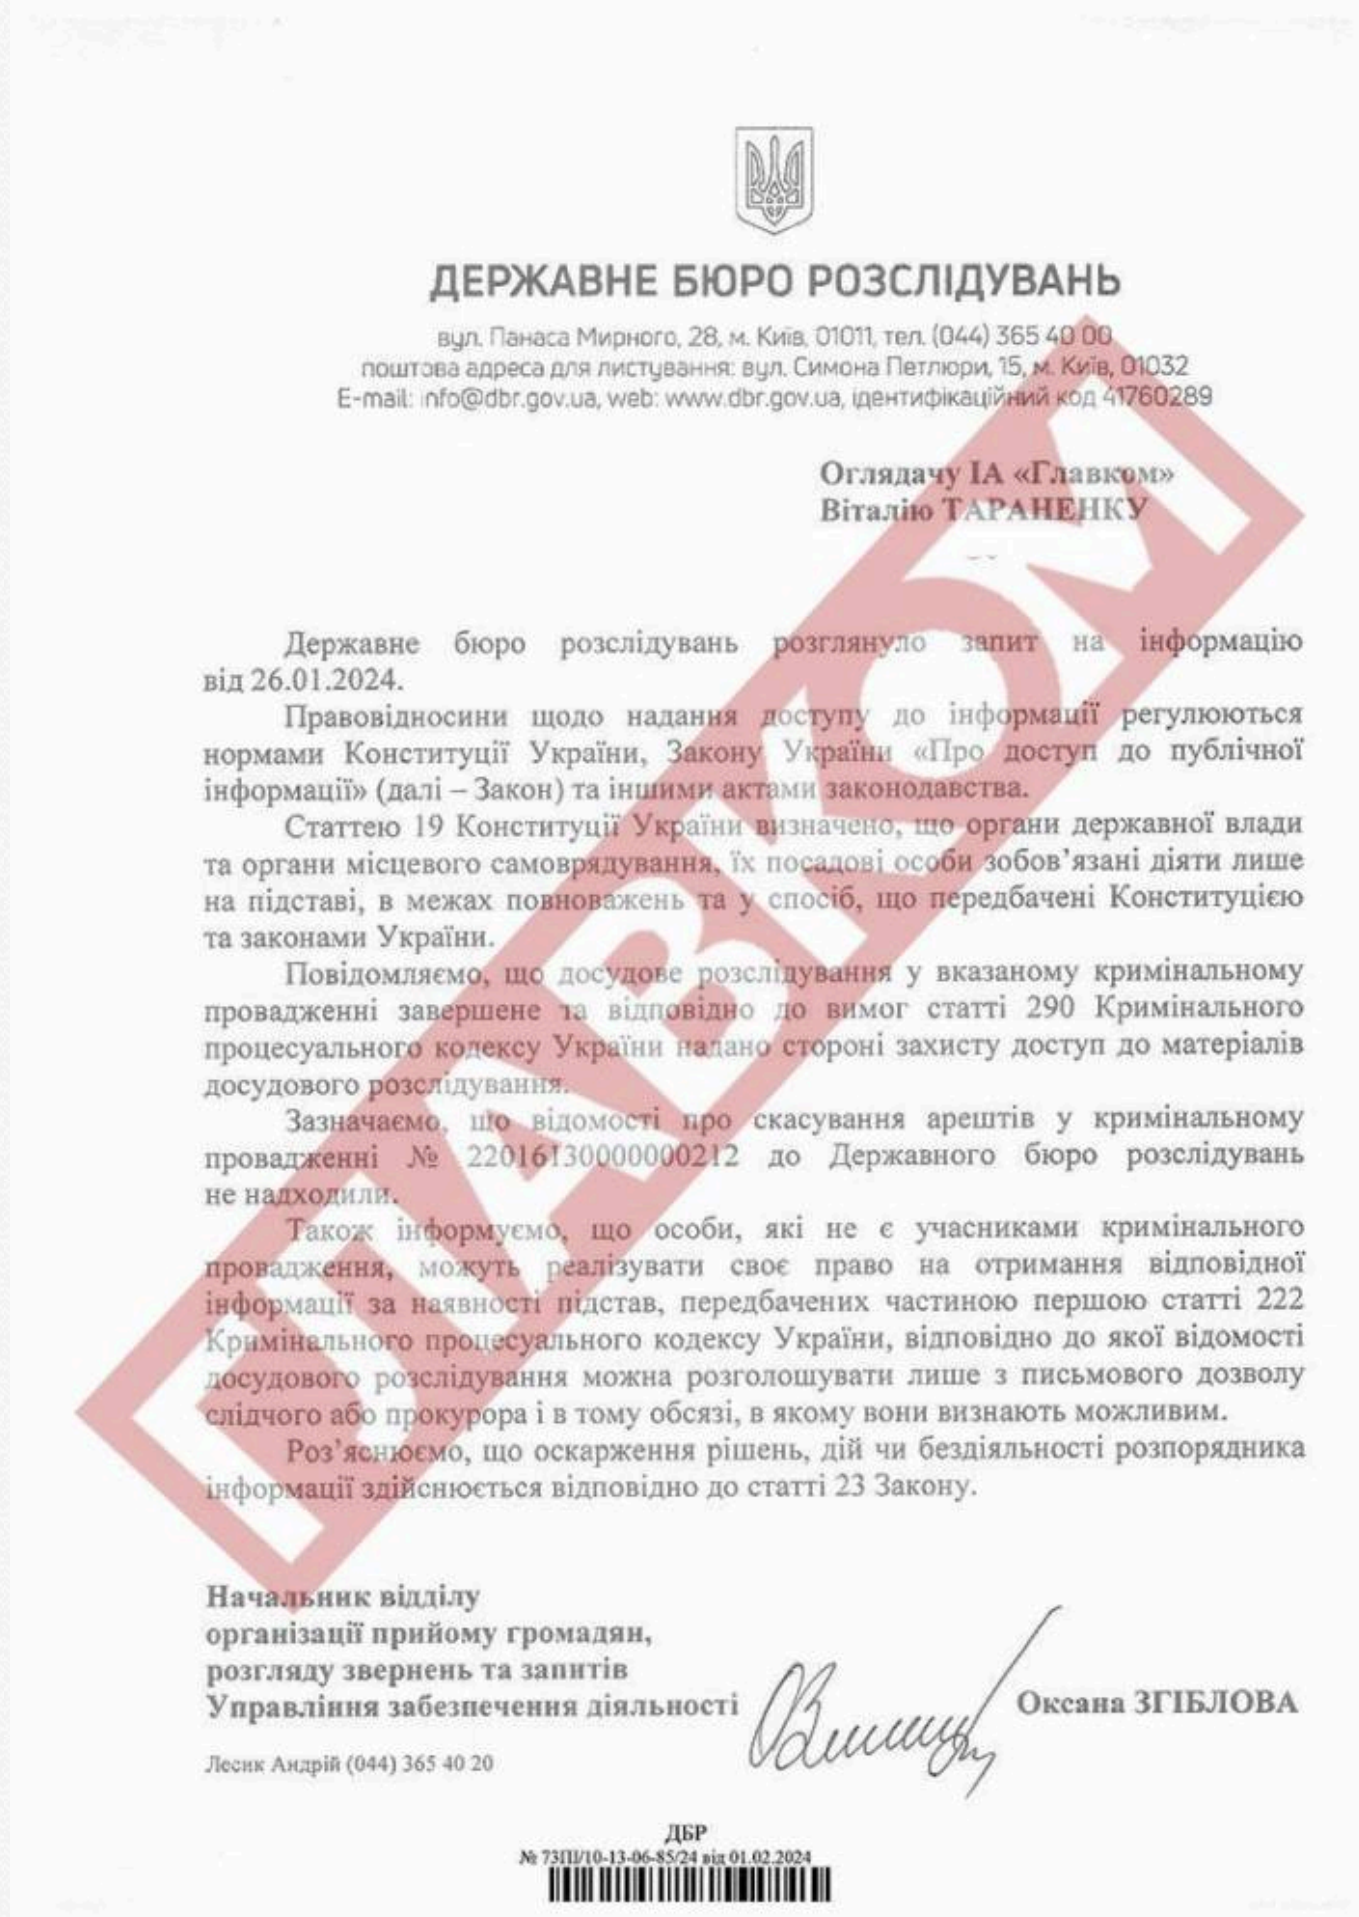 ДЕРЖАВНЕ БЮРО РОЗСЛІДУВАНЬ
вул. Панаса Мирного, 28, м. Київ, 01011, тел. (044) 365 40 00
поштова адреса для листування: вул. Симона Петлюри, 15, м. Київ, 01032
E-mail: info@dbr.gov.ua, web: www.dbr.gov.ua, ідентифікаційний код 41760289
Оглядачу ІА «Главком»
Віталію ТАРАНЕНКУ
Державне бюро розслідувань розглянуло запит на інформацію
від 26.01.2024.
Правовідносини щодо надання доступу до інформації регулюються
нормами Конституції України, Закону України «Про доступ до публічної
інформації» (далі – Закон) та іншими актами законодавства.
Статтею 19 Конституції України визначено, що органи державної влади
та органи місцевого самоврядування, їх посадові особи зобов’язані діяти лише
на підставі, в межах повноважень та у спосіб, що передбачені Конституцією
та законами України.
Повідомляємо, що досудове розслідування у вказаному кримінальному
провадженні завершене та відповідно до вимог статті 290 Кримінального
процесуального кодексу України надано стороні захисту доступ до матеріалів
досудового розслідування.
Зазначаємо, що відомості про скасування арештів у кримінальному
провадженні № 22016130000000212 до Державного бюро розслідувань
не надходили.
Також інформуємо, що особи, які не є учасниками кримінального
провадження, можуть реалізувати своє право на отримання відповідної
інформації за наявності підстав, передбачених частиною першою статті 222
Кримінального процесуального кодексу України, відповідно до якої відомості
досудового розслідування можна розголошувати лише з письмового дозволу
слідчого або прокурора і в тому обсязі, в якому вони визнають можливим.
Роз’яснюємо, що оскарження рішень, дій чи бездіяльності розпорядника
інформації здійснюється відповідно до статті 23 Закону.
ГЛАВКОМ
Начальник відділу
організації прийому громадян,
розгляду звернень та запитів
Управління забезпечення діяльності Оксана ЗГІБЛОВА
Лесик Андрій (044) 365 40 20
ДБР
№ 73ПІ/10-13-06-85/24 від 01.02.2024